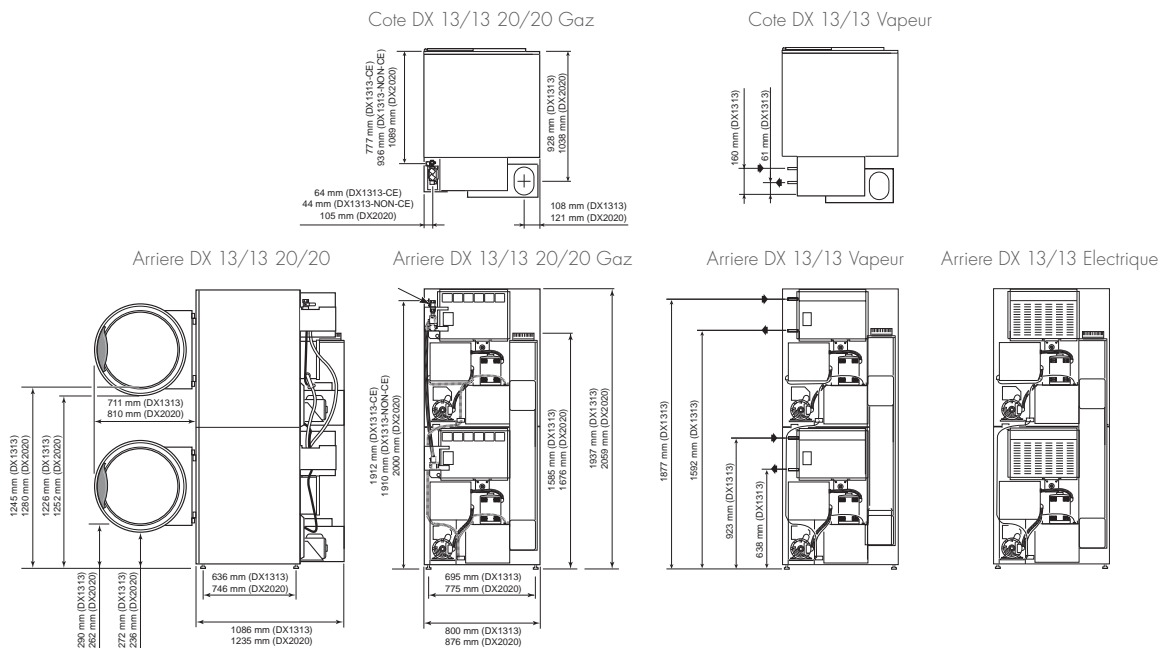 Cote DX 13/13 20/20 Gaz
Cote DX 13/13 Vapeur
777 mm (DX1313-CE)
936 mm (DX1313-NON-CE)
1089 mm (DX2020)
928 mm (DX1313)
1038 mm (DX2020)
64 mm (DX1313-CE)
44 mm (DX1313-NON-CE)
105 mm (DX2020)
108 mm (DX1313)
121 mm (DX2020)
160 mm (DX1313)
61 mm (DX1313)
Arriere DX 13/13 20/20
Arriere DX 13/13 20/20 Gaz
Arriere DX 13/13 Vapeur
Arriere DX 13/13 Electrique
711 mm (DX1313)
810 mm (DX2020)
1245 mm (DX1313)
1280 mm (DX2020)
1226 mm (DX1313)
1252 mm (DX2020)
290 mm (DX1313)
262 mm (DX2020)
272 mm (DX1313)
236 mm (DX2020)
636 mm (DX1313)
746 mm (DX2020)
1086 mm (DX1313)
1235 mm (DX2020)
1912 mm (DX1313-CE)
1910 mm (DX1313-NON-CE)
2000 mm (DX2020)
1585 mm (DX1313)
1676 mm (DX2020)
1937 mm (DX1313)
2059 mm (DX2020)
695 mm (DX1313)
775 mm (DX2020)
800 mm (DX1313)
876 mm (DX2020)
1877 mm (DX1313)
1592 mm (DX1313)
923 mm (DX1313)
638 mm (DX1313)